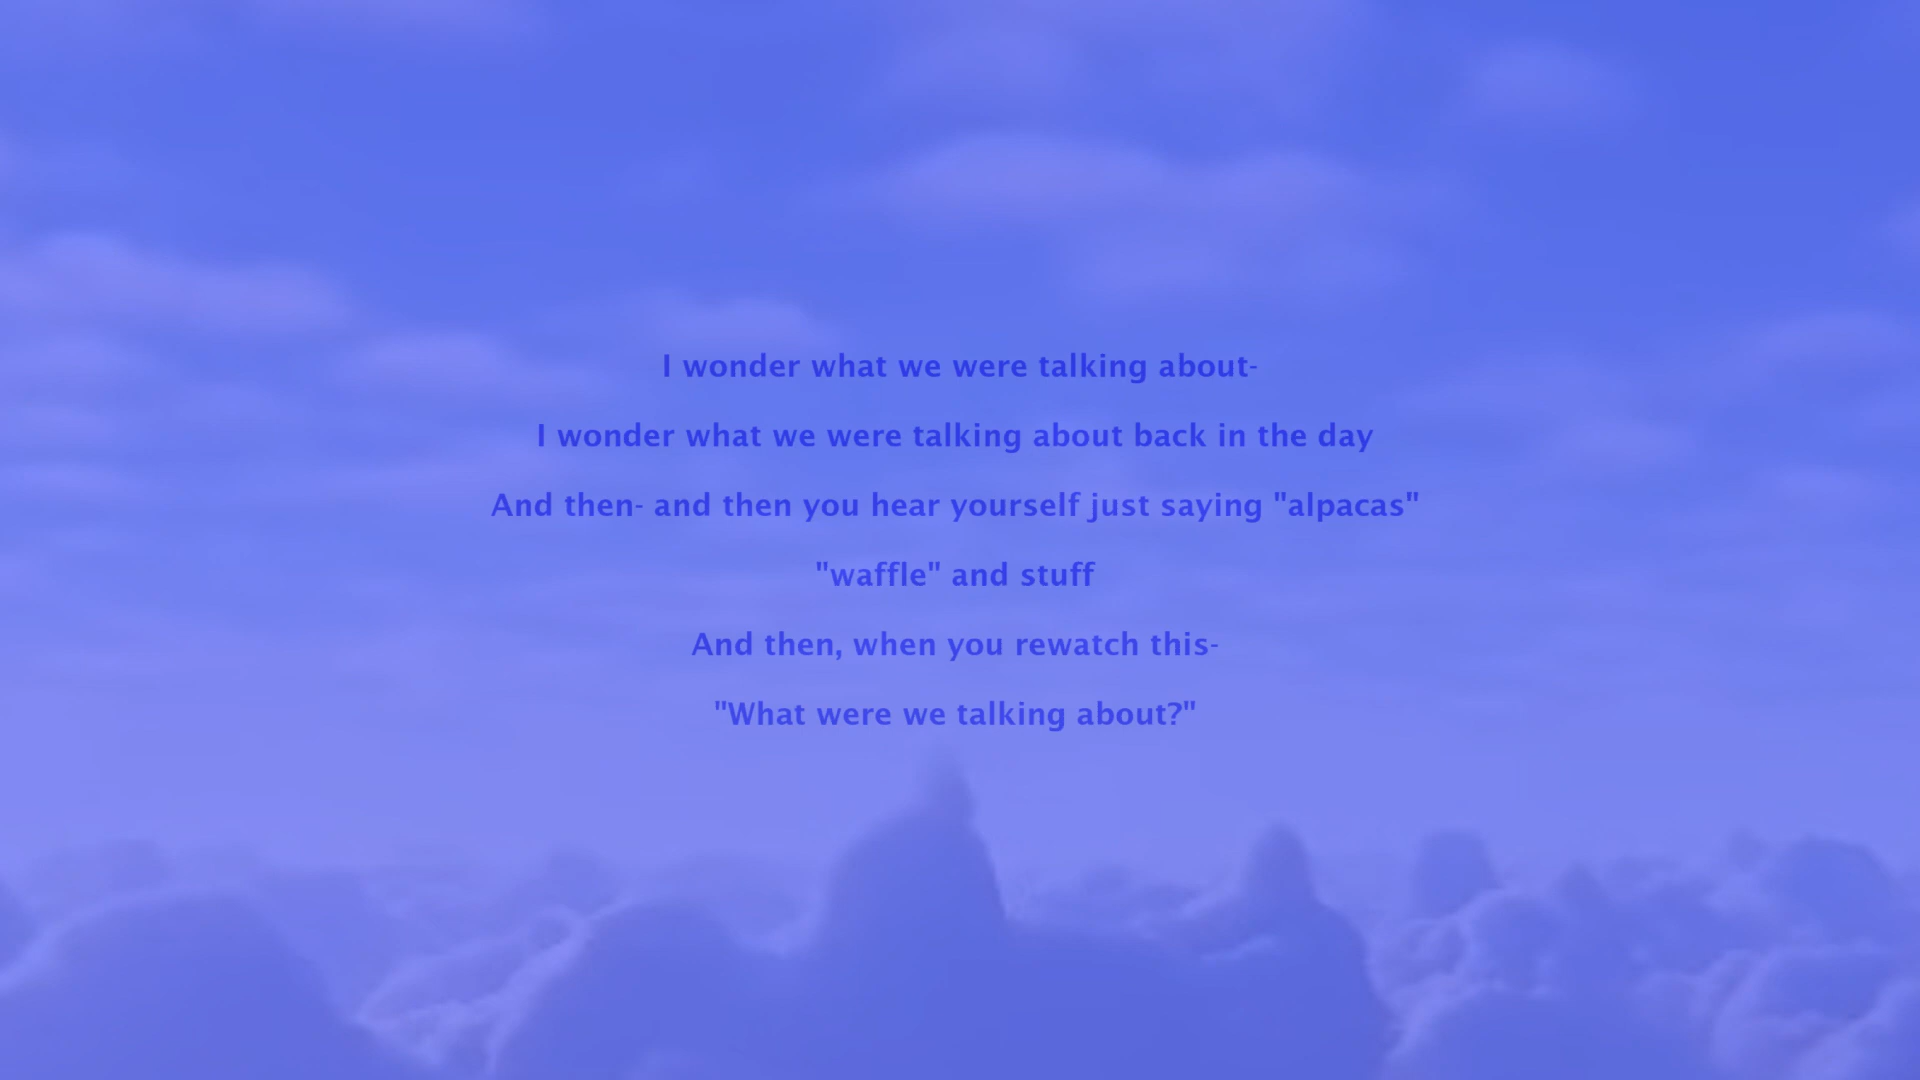 I wonder what we were talking about-
I wonder what we were talking about back in the day
And then- and then you hear yourself just saying "alpacas"
"waffle" and stuff
And then, when you rewatch this-
"What were we talking about?"